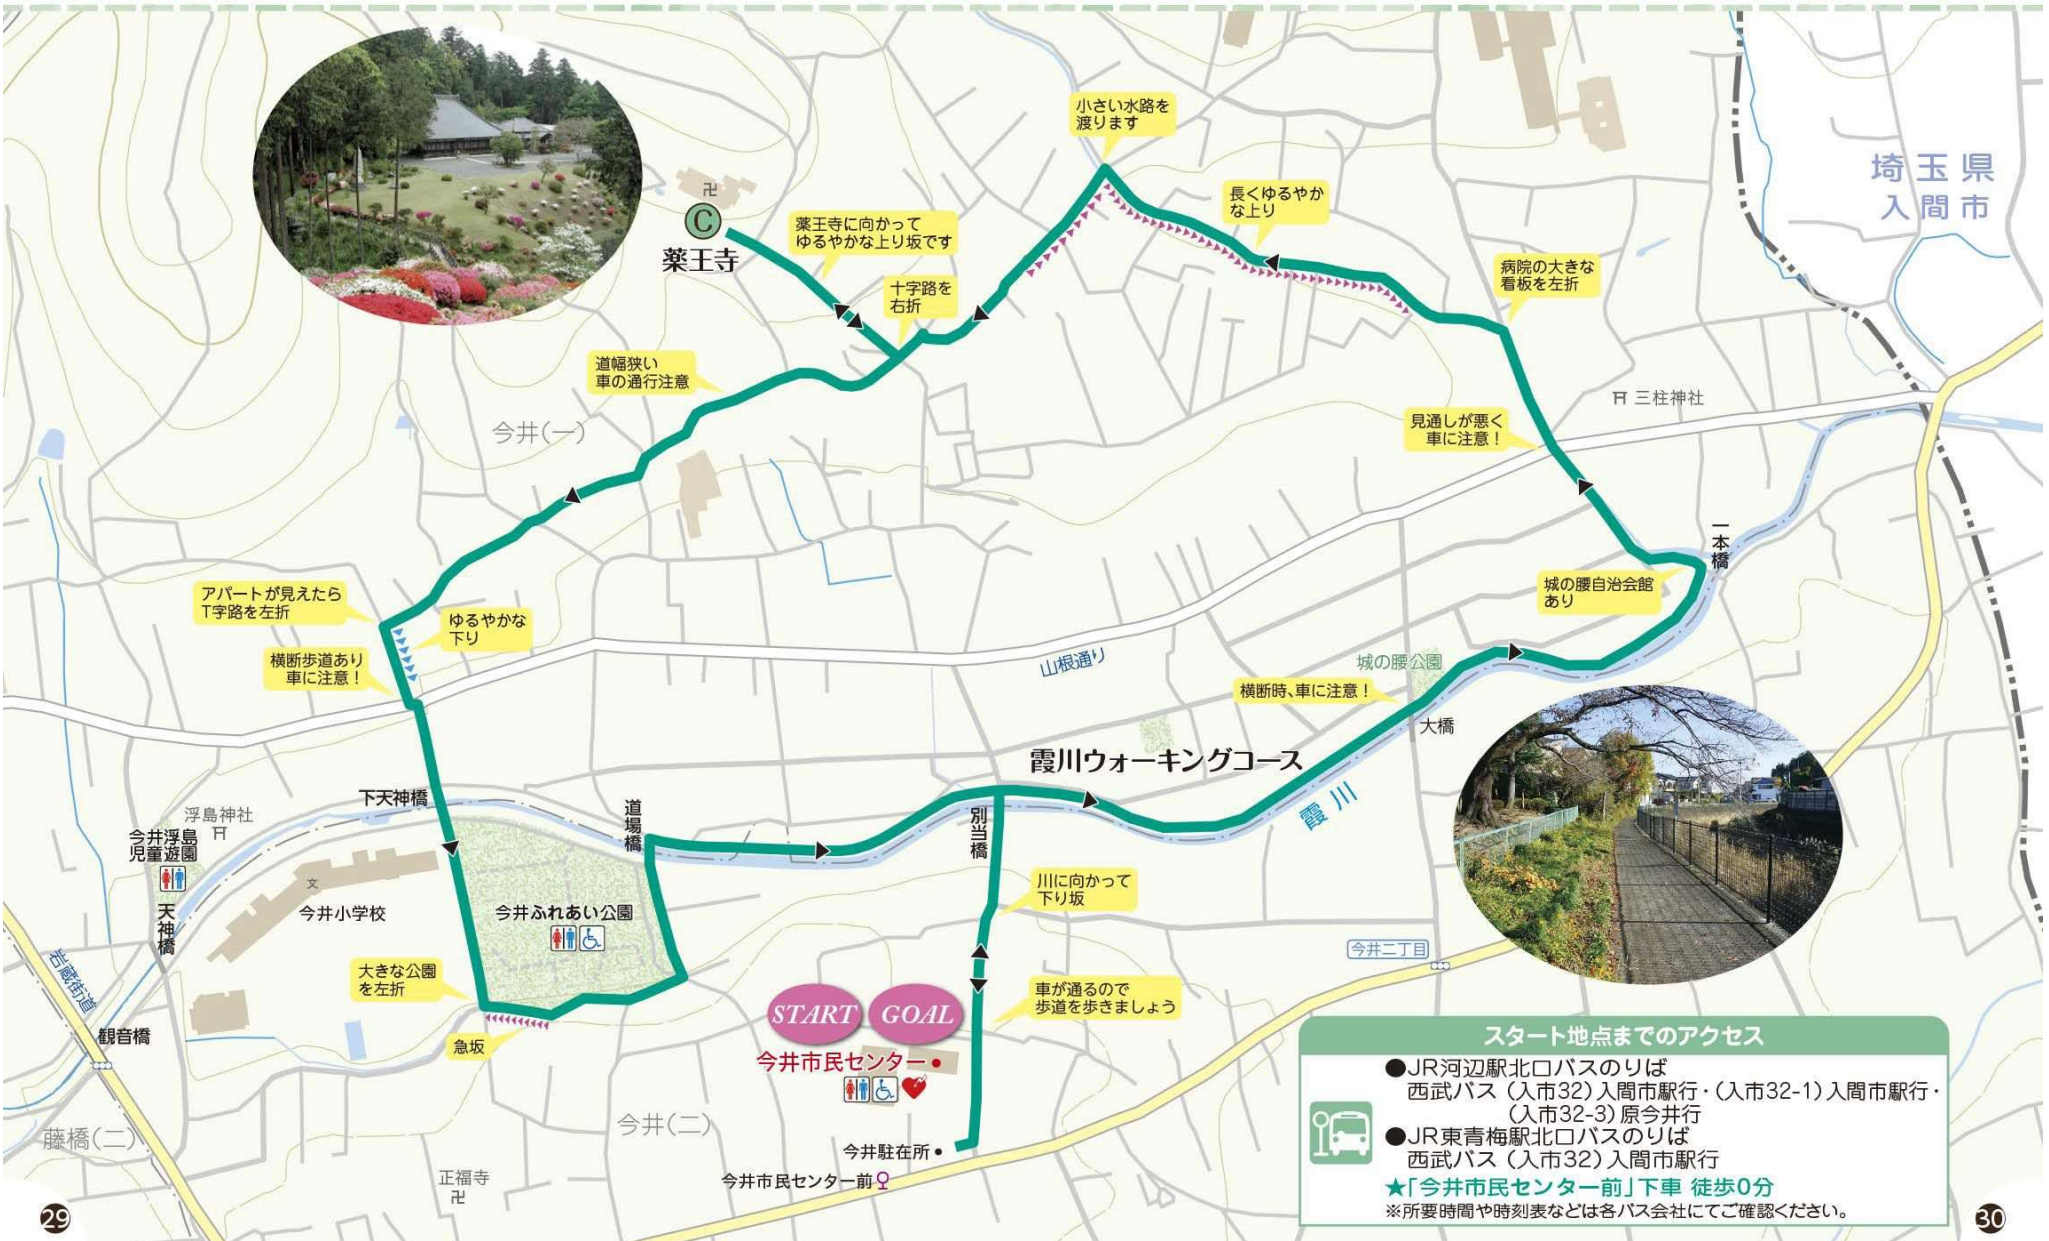 小さい水路を
渡ります
埼玉県
入間市
長くゆるやか
な上り
卍
C
薬王寺
薬王寺に向かって
ゆるやかな上り坂です
十字路を
右折
病院の大きな
看板を左折
道幅狭い
車の通行注意
今井(一)
三柱神社
見通しが悪く
車に注意！
一本橋
城の腰自治会館
あり
アパートが見えたら
T字路を左折
ゆるやかな
下り
横断歩道あり
車に注意！
山根通り
城の腰公園
横断時、車に注意！
大橋
霞川ウォーキングコース
霞川
下天神橋
道場橋
別当橋
浮島神社
今井浮島
児童遊園
天神橋
文
今井小学校
今井ふれあい公園
川に向かって
下り坂
今井二丁目
岩蔵街道
大きな公園
を左折
車が通るので
歩道を歩きましょう
START
GOAL
観音橋
急坂
今井市民センター
今井(二)
藤橋(二)
今井駐在所
今井市民センター前
正福寺
卍
スタート地点までのアクセス
●JR河辺駅北口バスのりば
西武バス（入市32）入間市駅行・（入市32-1）入間市駅行・
（入市32-3）原今井行
●JR東青梅駅北口バスのりば
西武バス（入市32）入間市駅行
★「今井市民センター前」下車 徒歩0分
※所要時間や時刻表などは各バス会社にてご確認ください。
29
30